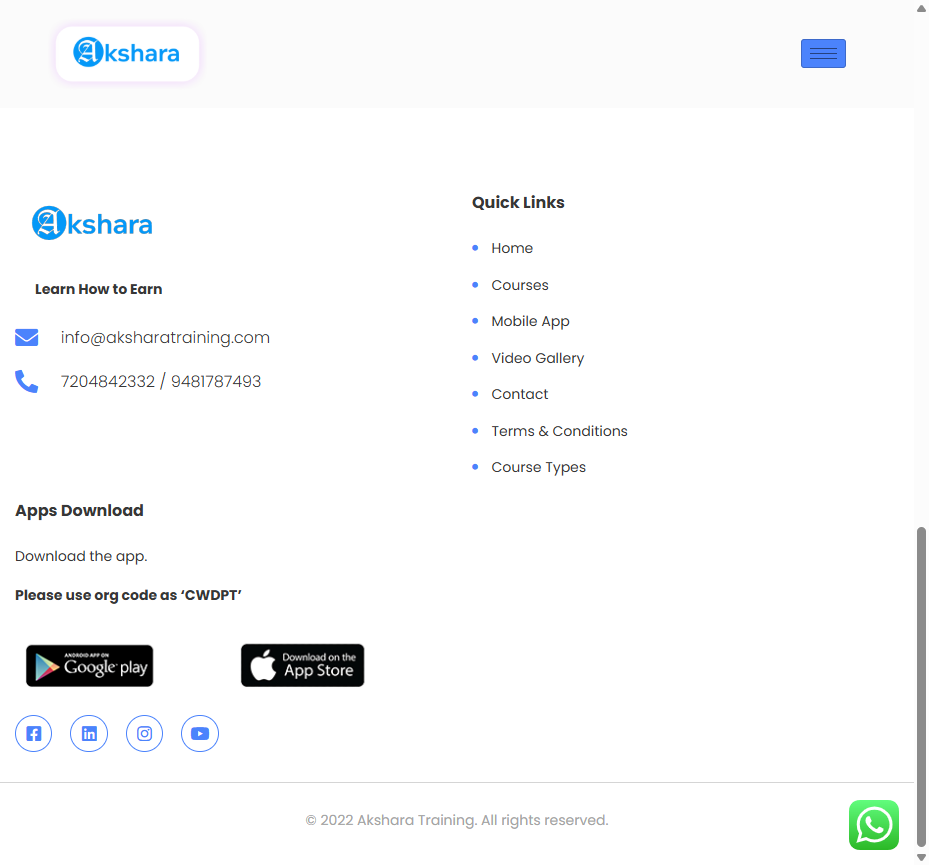 Akshara
Akshara
Learn How to Earn
info@aksharatraining.com
7204842332 / 9481787493
Quick Links
Home
Courses
Mobile App
Video Gallery
Contact
Terms & Conditions
Course Types
Apps Download
Download the app.
Please use org code as ‘CWDPT’
ANDROID APP ON
Google play
Download on the
App Store
© 2022 Akshara Training. All rights reserved.